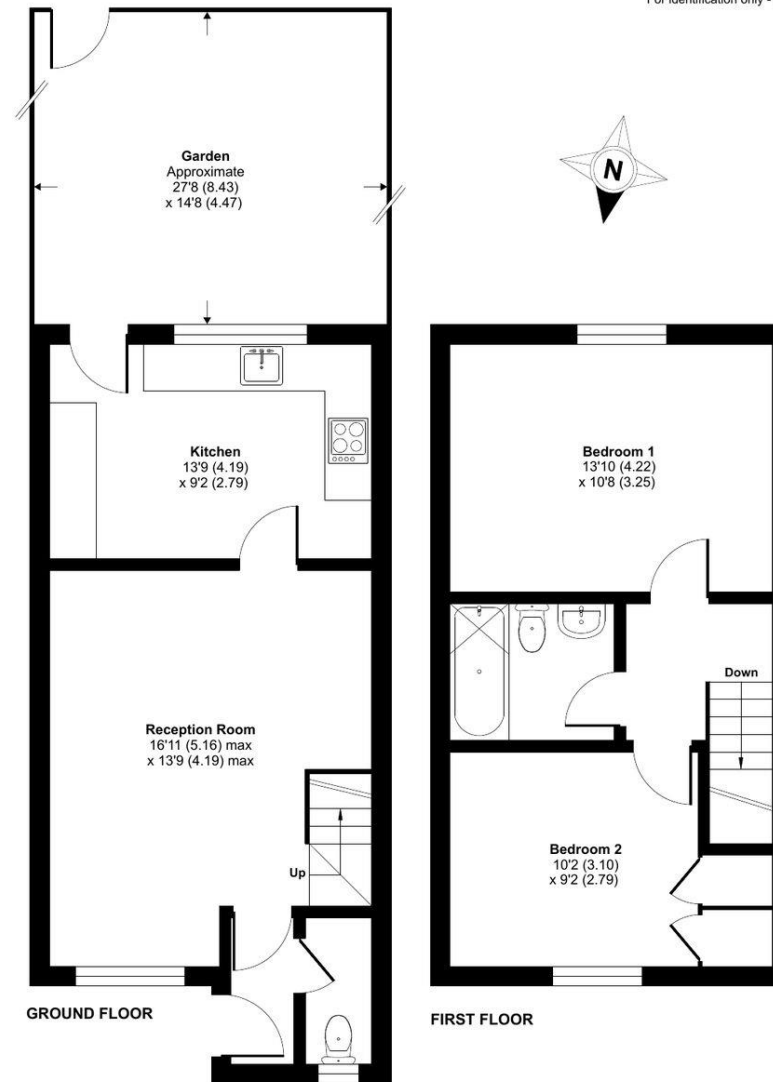 For identification only -
Garden
Approximate
27'8 (8.43)
x 14'8 (4.47)
N
Kitchen
13'9 (4.19)
x 9'2 (2.79)
Bedroom 1
13'10 (4.22)
x 10'8 (3.25)
Reception Room
16'11 (5.16) max
x 13'9 (4.19) max
Up
Down
Bedroom 2
10'2 (3.10)
x 9'2 (2.79)
GROUND FLOOR
FIRST FLOOR